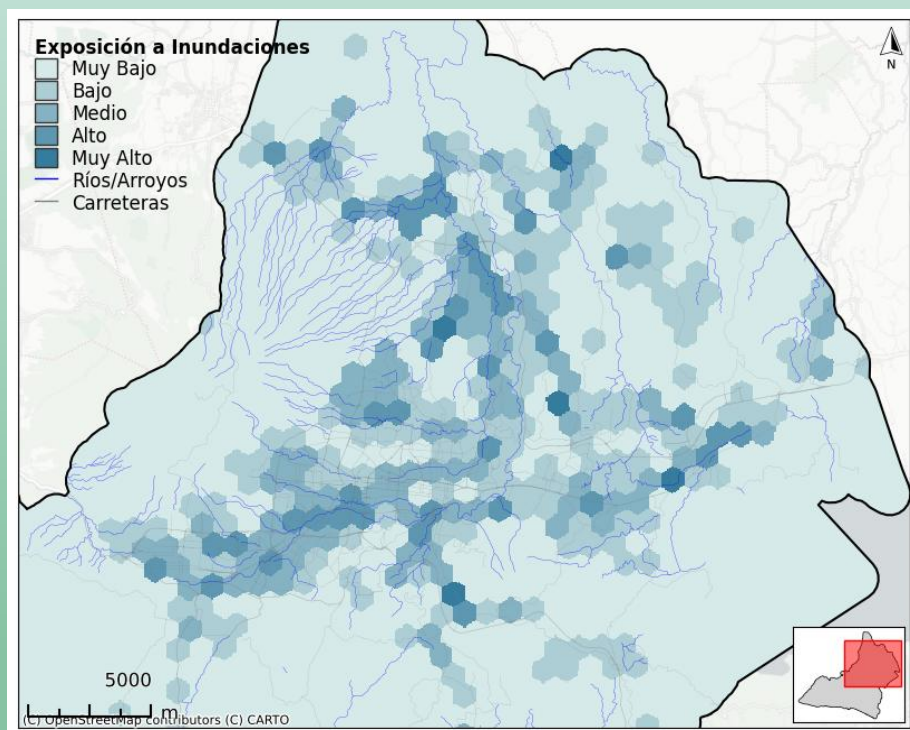 Exposición a Inundaciones
Muy Bajo
Bajo
Medio
Alto
Muy Alto
Ríos/Arroyos
Carreteras
N
5000
m
(C) OpenStreetMap contributors (C) CARTO